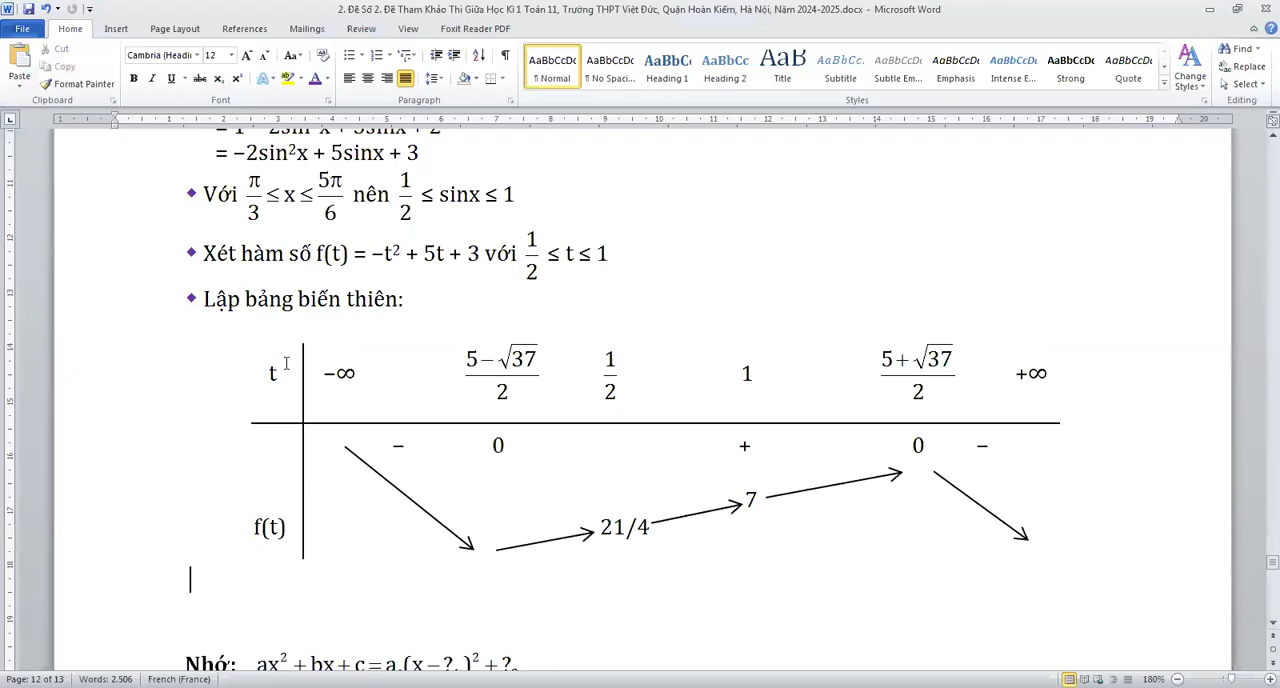 2. Đề Số 2. Đề Tham Khảo Thi Giữa Học Kì 1 Toán 11, Trường THPT Việt Đức, Quận Hoàn Kiếm, Hà Nội, Năm 2024-2025.docx - Microsoft Word
File Home Insert Page Layout References Mailings Review View Foxit Reader PDF
Paste Cut Copy Format Painter
Cambria (Headi 12
AaBbCcDc AaBbCcDc AaBbC AaBbCc AaB AaBbCc. AaBbCcDc AaBbCcDc AaBbCcDc AaBbCcDc AaBbCcDc
¶ Normal ¶ No Spaci... Heading 1 Heading 2 Title Subtitle Subtle Em... Emphasis Intense E... Strong Quote
Change Styles
Find Replace Select
Clipboard Font Paragraph Styles Editing
= −2sin²x + 5sinx + 3
Với π/3 ≤ x ≤ 5π/6 nên 1/2 ≤ sinx ≤ 1
Xét hàm số f(t) = −t² + 5t + 3 với 1/2 ≤ t ≤ 1
Lập bảng biến thiên:
t −∞ (5−√37)/2 1/2 1 (5+√37)/2 +∞
− 0 + 0 −
f(t) 21/4 7
Nhớ: ax² + bx + c = a.(x − ?. )² + ?.
Page: 12 of 13 Words: 2.506 French (France) 180%